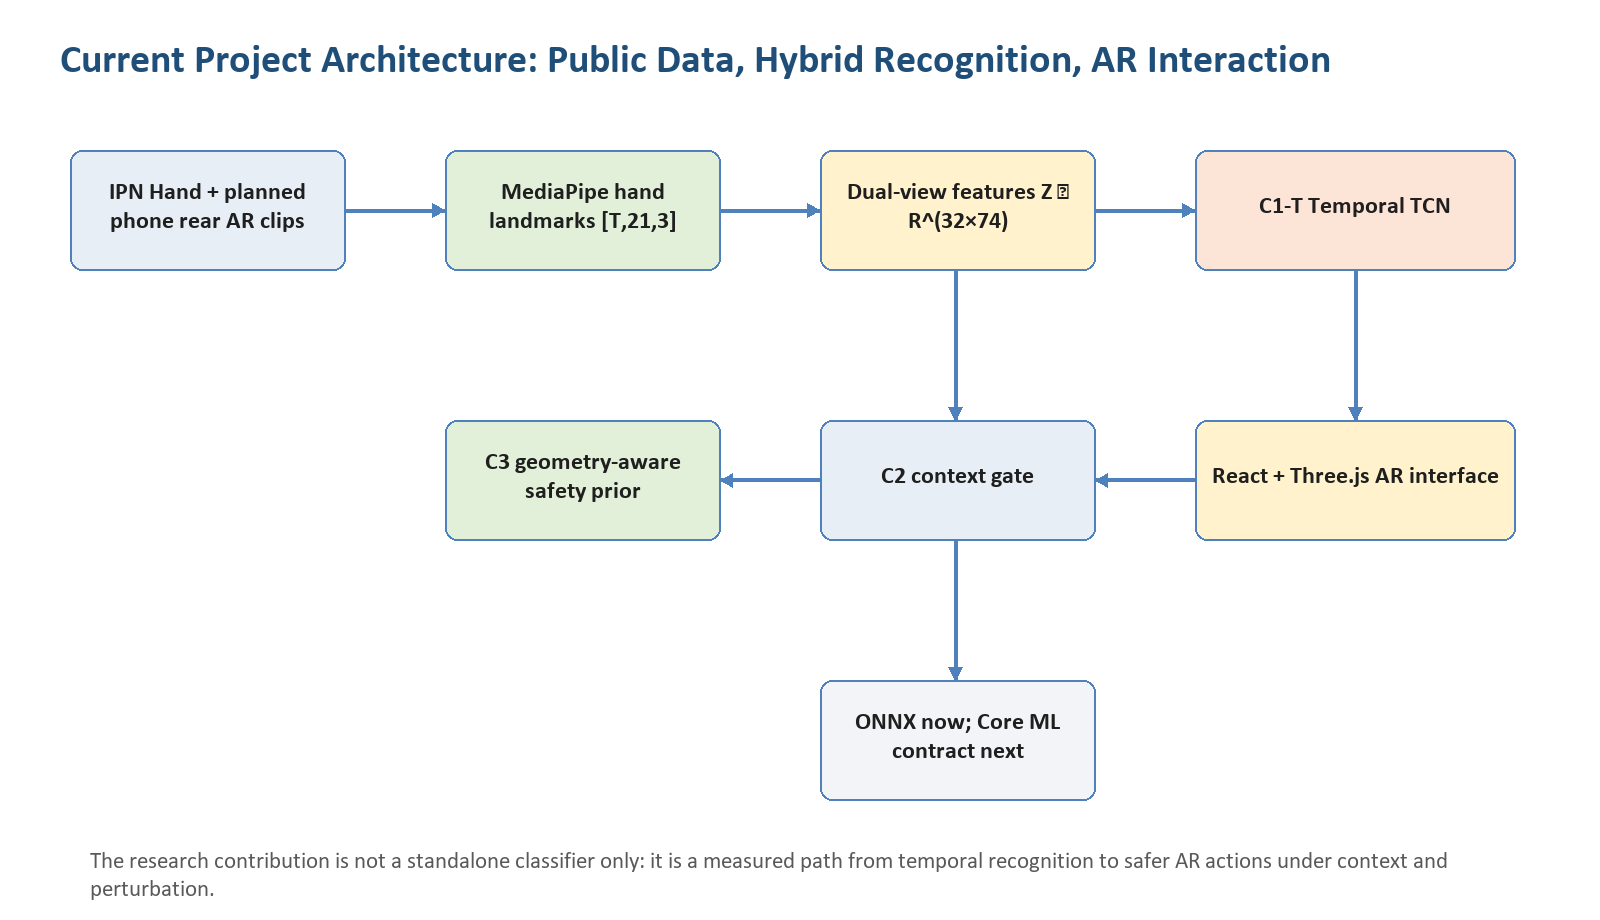 Current Project Architecture: Public Data, Hybrid Recognition, AR Interaction
IPN Hand + planned
phone rear AR clips
MediaPipe hand
landmarks [T,21,3]
Dual-view features Z
R^(32×74)
C1-T Temporal TCN
C3 geometry-aware
safety prior
C2 context gate
React + Three.js AR interface
ONNX now; Core ML
contract next
The research contribution is not a standalone classifier only: it is a measured path from temporal recognition to safer AR actions under context and
perturbation.